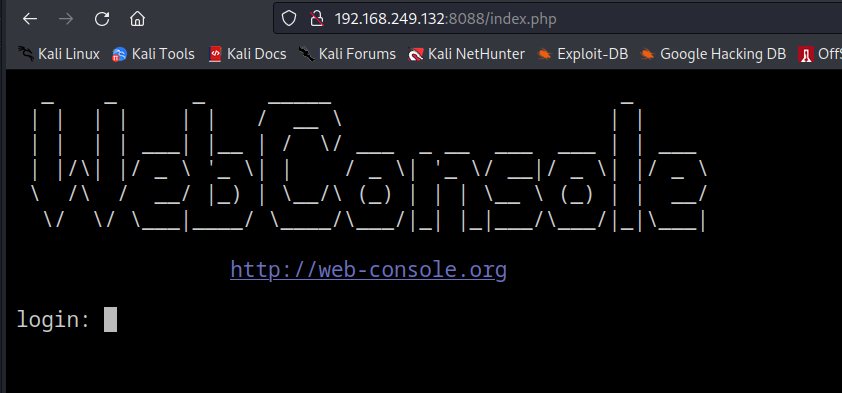 192.168.249.132:8088/index.php
Kali Linux Kali Tools Kali Docs Kali Forums Kali NetHunter Exploit-DB Google Hacking DB OffS
WebConsole
http://web-console.org
login: